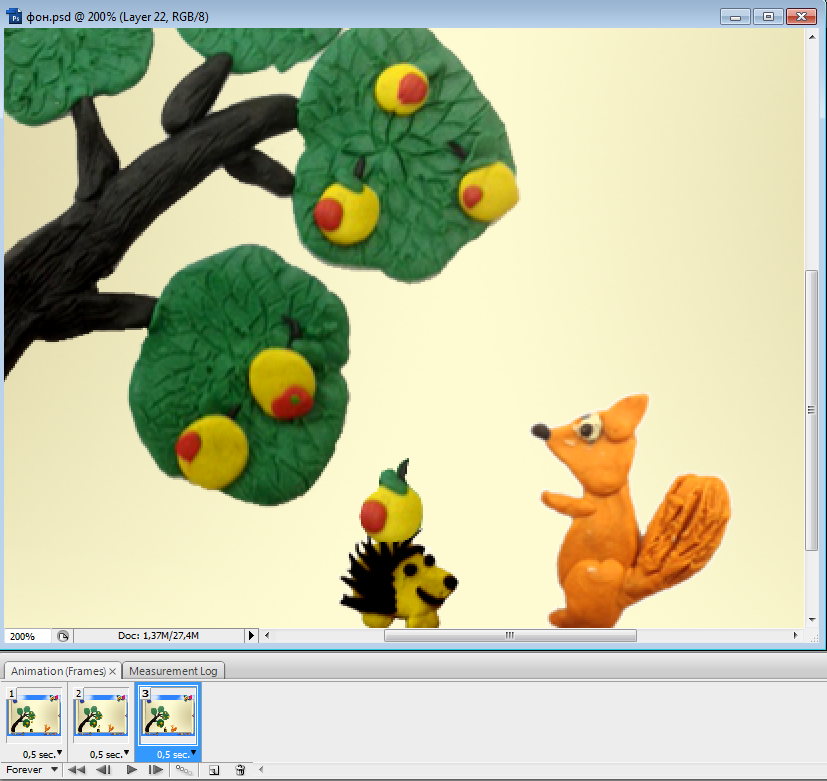 Ps фон.psd @ 200% (Layer 22, RGB/8)
200% Doc: 1,37M/27,4M
Animation (Frames) × Measurement Log
1 2 3
0,5 sec. 0,5 sec. 0,5 sec.
Forever